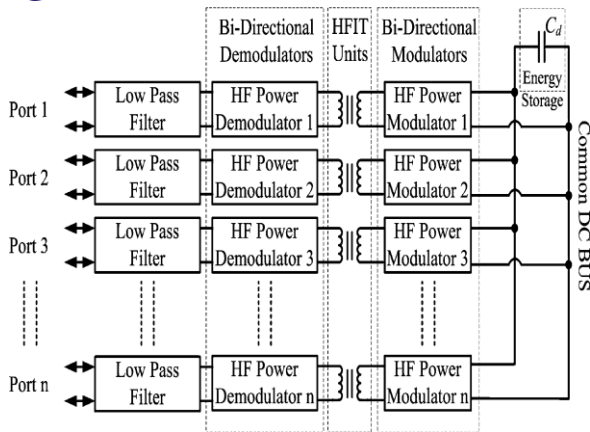 Bi-Directional
Demodulators
HFIT
Units
Bi-Directional
Modulators
C_d
Energy
Storage
Common DC BUS
Port 1
Low Pass
Filter
HF Power
Demodulator 1
HF Power
Modulator 1
Port 2
Low Pass
Filter
HF Power
Demodulator 2
HF Power
Modulator 2
Port 3
Low Pass
Filter
HF Power
Demodulator 3
HF Power
Modulator 3
Port n
Low Pass
Filter
HF Power
Demodulator n
HF Power
Modulator n